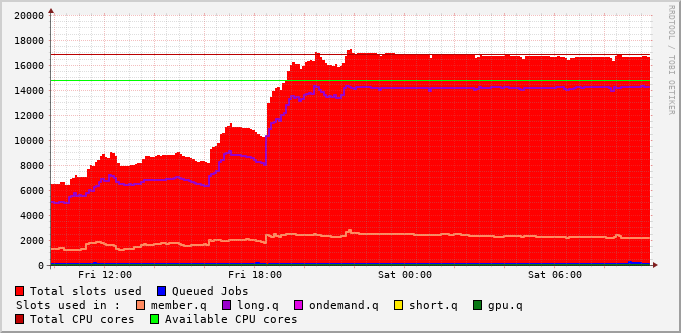 20000
18000
16000
14000
12000
10000
8000
6000
4000
2000
0
Fri 12:00 Fri 18:00 Sat 00:00 Sat 06:00
Total slots used Queued Jobs
Slots used in : member.q long.q ondemand.q short.q gpu.q
Total CPU cores Available CPU cores
RRDTOOL / TOBI OETIKER